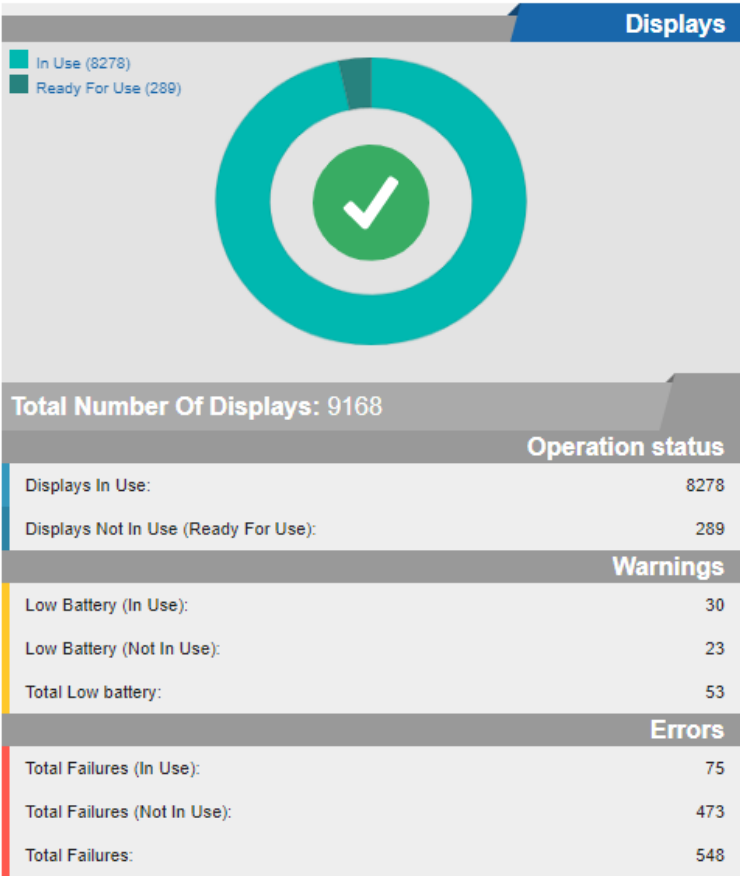 Displays
In Use (8278)
Ready For Use (289)
Total Number Of Displays: 9168
Operation status
Displays In Use: 8278
Displays Not In Use (Ready For Use): 289
Warnings
Low Battery (In Use): 30
Low Battery (Not In Use): 23
Total Low battery: 53
Errors
Total Failures (In Use): 75
Total Failures (Not In Use): 473
Total Failures: 548